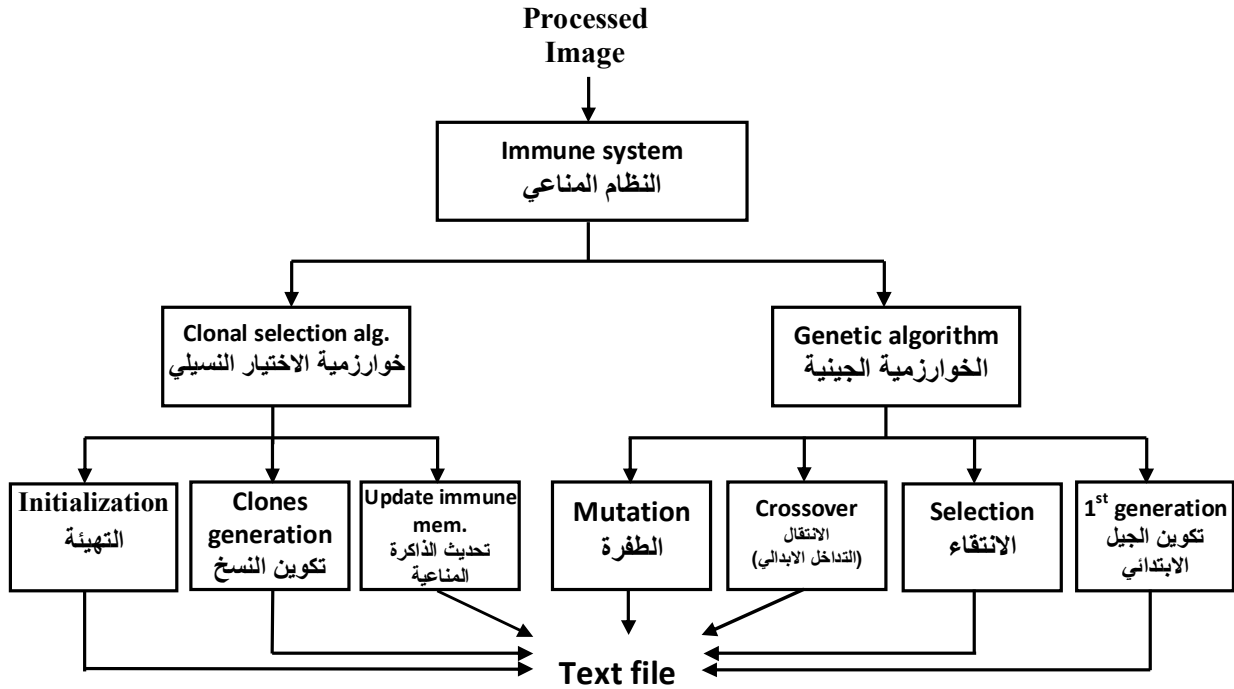 Processed
Image
Immune system
النظام المناعي
Clonal selection alg.
خوارزمية الاختيار النسيلي
Genetic algorithm
الخوارزمية الجينية
Initialization
التهيئة
Clones
generation
تكوين النسخ
Update immune
mem.
تحديث الذاكرة
المناعية
Mutation
الطفرة
Crossover
الانتقال
(التداخل الابدالي)
Selection
الانتقاء
1st generation
تكوين الجيل
الابتدائي
Text file